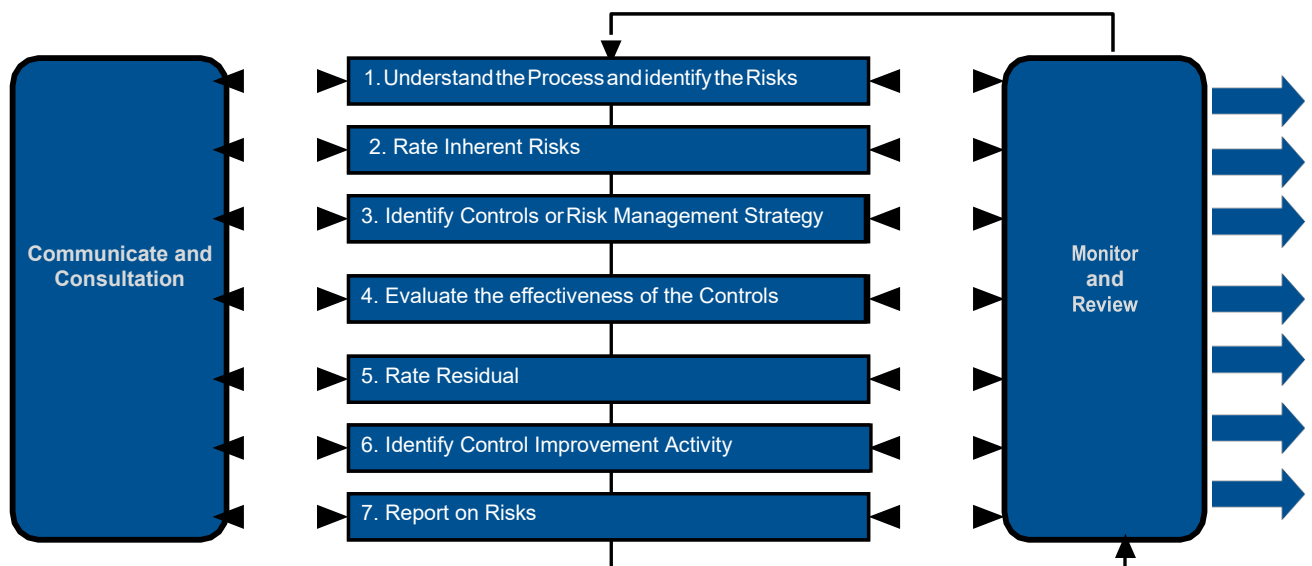 1. Understand the Process and identify the Risks
2. Rate Inherent Risks
3. Identify Controls or Risk Management Strategy
Communicate and
Consultation
Monitor
and
Review
4. Evaluate the effectiveness of the Controls
5. Rate Residual
6. Identify Control Improvement Activity
7. Report on Risks